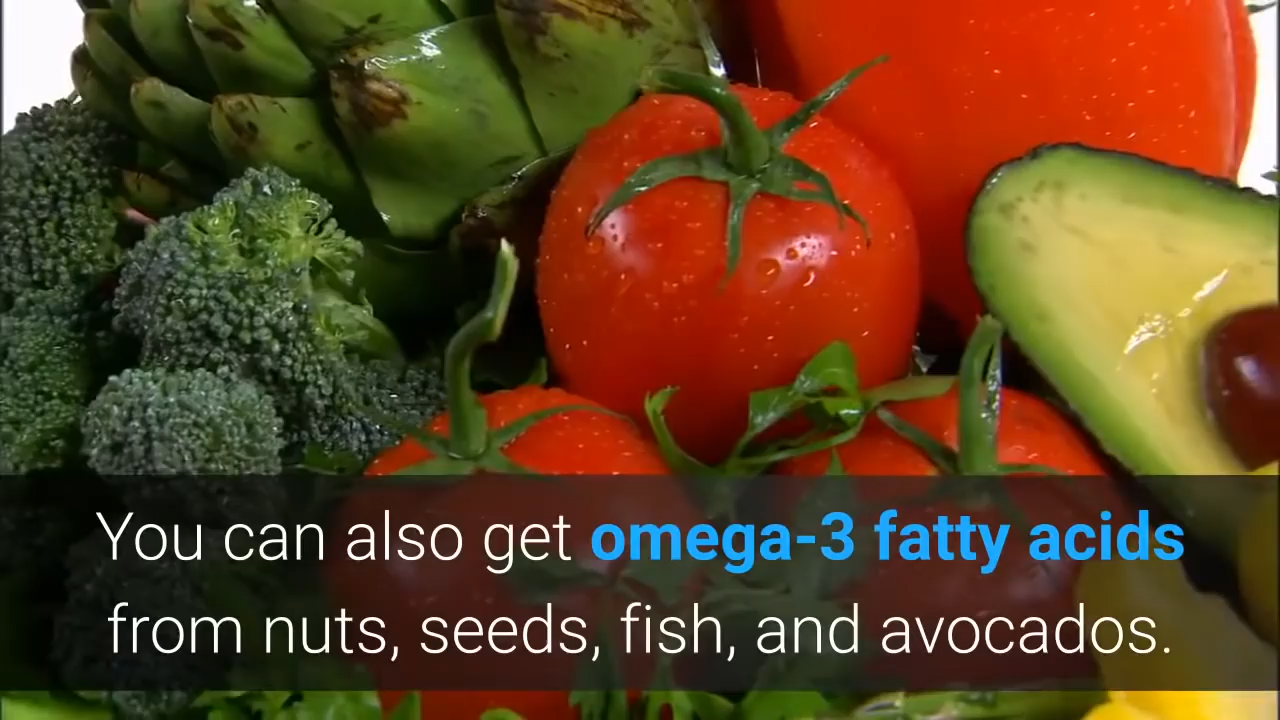 You can also get omega-3 fatty acids
from nuts, seeds, fish, and avocados.